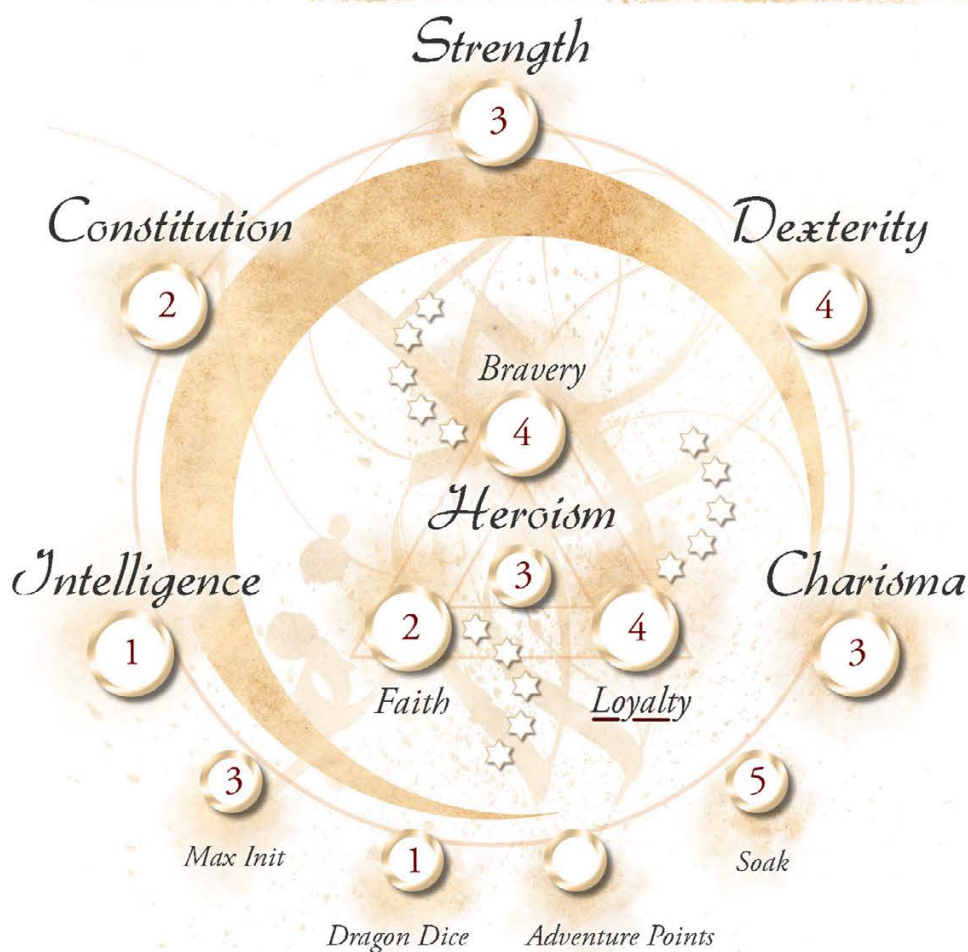 Strength
3
Constitution
Dexterity
2
4
Bravery
4
Heroism
3
Intelligence
Charisma
1
2
4
3
Faith
Loyalty
3
5
Max Init
1
Soak
Dragon Dice
Adventure Points